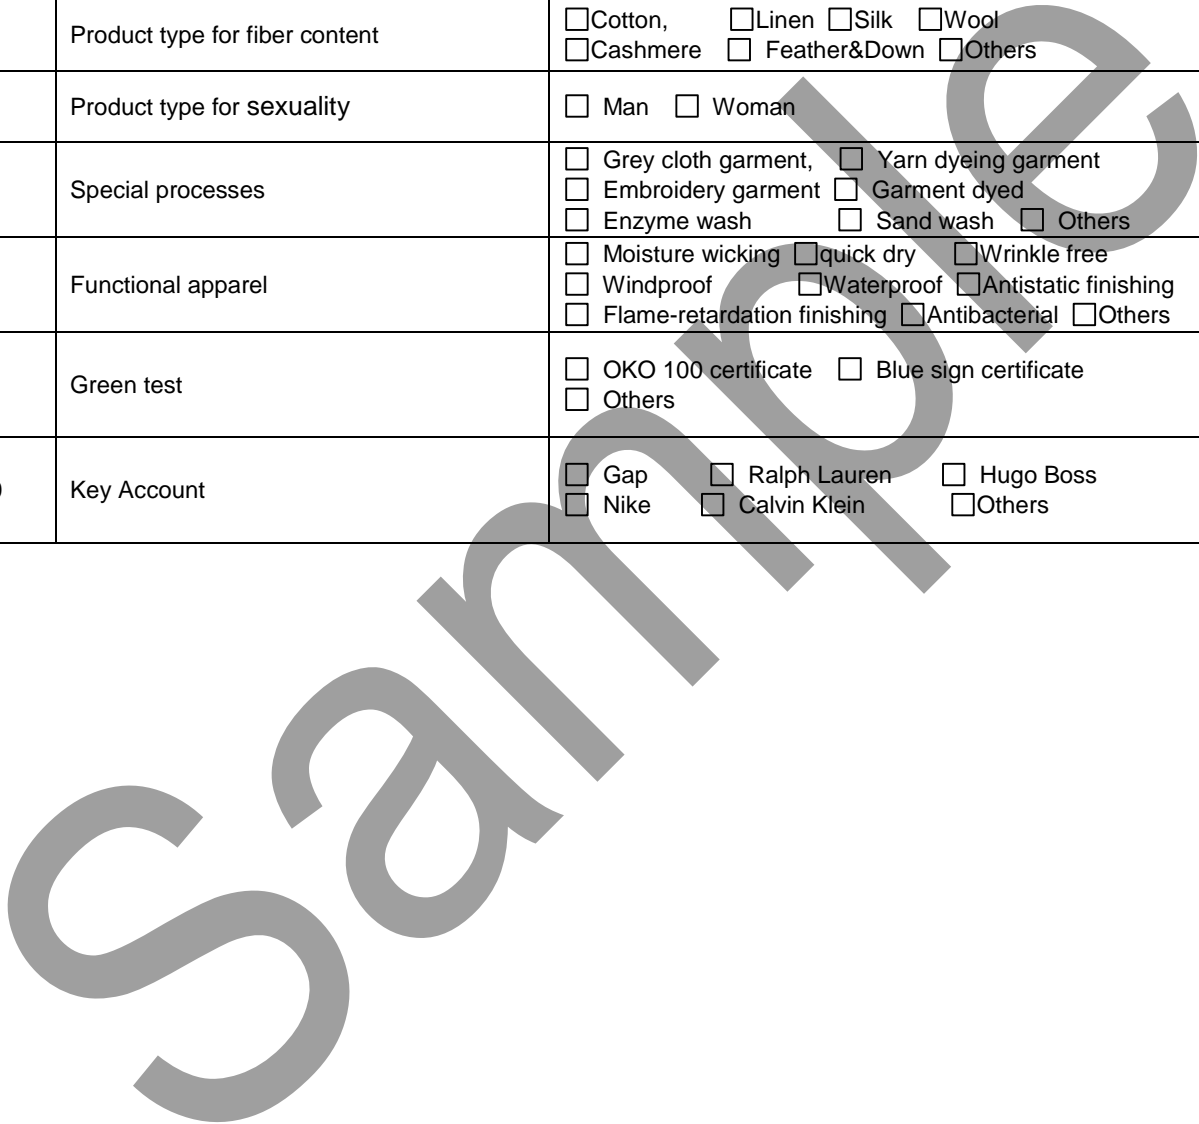 Product type for fiber content
☐Cotton, ☐Linen ☐Silk ☐Wool
☐Cashmere ☐ Feather&Down ☐Others
Product type for sexuality
☐ Man ☐ Woman
Special processes
☐ Grey cloth garment, ☐ Yarn dyeing garment
☐ Embroidery garment ☐ Garment dyed
☐ Enzyme wash ☐ Sand wash ☐ Others
Functional apparel
☐ Moisture wicking ☐quick dry ☐Wrinkle free
☐ Windproof ☐Waterproof ☐Antistatic finishing
☐ Flame-retardation finishing ☐Antibacterial ☐Others
Green test
☐ OKO 100 certificate ☐ Blue sign certificate
☐ Others
Key Account
☐ Gap ☐ Ralph Lauren ☐ Hugo Boss
☐ Nike ☐ Calvin Klein ☐Others
Sample